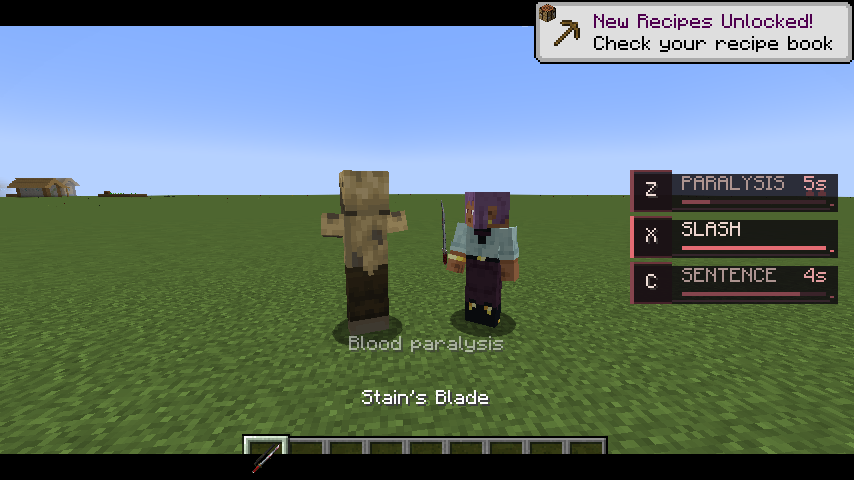 New Recipes Unlocked!
Check your recipe book
Z PARALYSIS 5s
X SLASH
C SENTENCE 4s
Blood paralysis
Stain's Blade